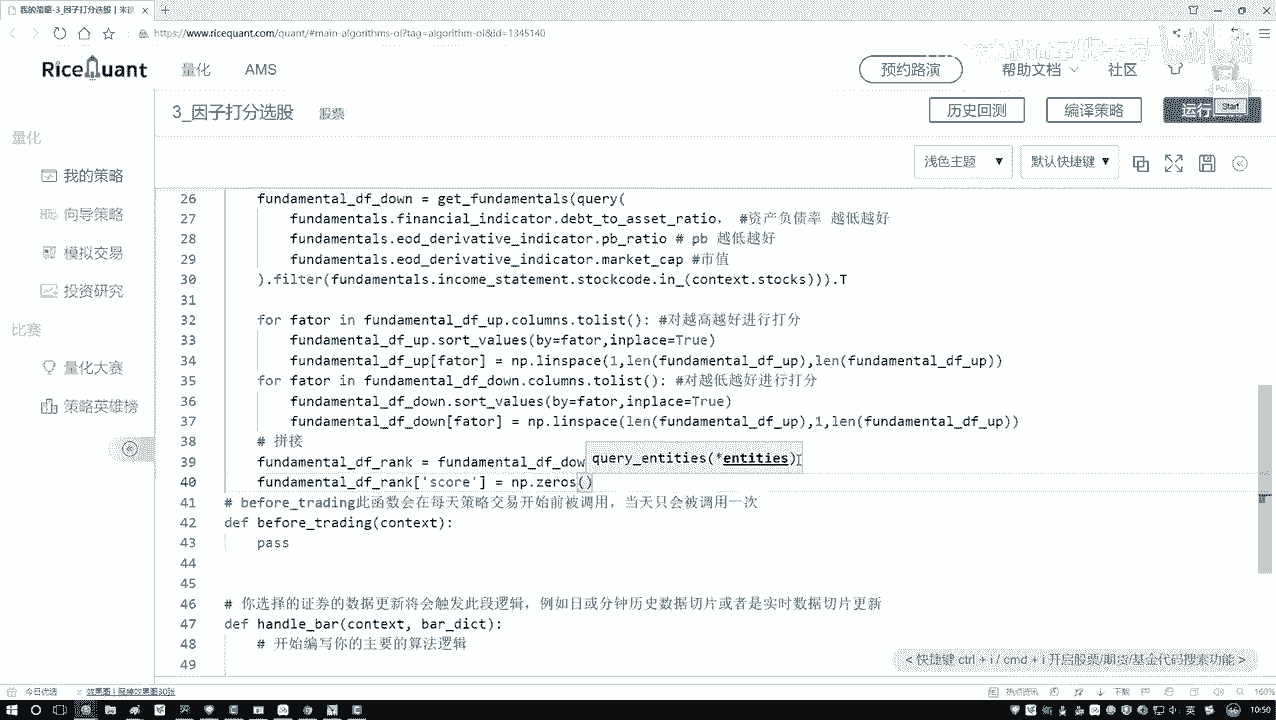 我的策略-3_因子打分选股 | 米
https://www.ricequant.com/quant/#main-algorithms-ol?tag=algorithm-ol&id=1345140
RiceQuant
量化
AMS
预约路演
帮助文档
社区
3_因子打分选股
股票
历史回测
编译策略
运行
Start
量化
我的策略
向导策略
模拟交易
投资研究
比赛
量化大赛
策略英雄榜
浅色主题
默认快捷键
26 fundamental_df_down = get_fundamentals(query(
27 fundamentals.financial_indicator.debt_to_asset_ratio, #资产负债率 越低越好
28 fundamentals.eod_derivative_indicator.pb_ratio # pb 越低越好
29 fundamentals.eod_derivative_indicator.market_cap #市值
30 ).filter(fundamentals.income_statement.stockcode.in_(context.stocks))).T
31
32 for fator in fundamental_df_up.columns.tolist(): #对越高越好进行打分
33 fundamental_df_up.sort_values(by=fator,inplace=True)
34 fundamental_df_up[fator] = np.linspace(1,len(fundamental_df_up),len(fundamental_df_up))
35 for fator in fundamental_df_down.columns.tolist(): #对越低越好进行打分
36 fundamental_df_down.sort_values(by=fator,inplace=True)
37 fundamental_df_down[fator] = np.linspace(len(fundamental_df_up),1,len(fundamental_df_up))
38 # 拼接
39 fundamental_df_rank = fundamental_df_dow
query_entities(*entities)
40 fundamental_df_rank['score'] = np.zeros()
41 # before_trading此函数会在每天策略交易开始前被调用，当天只会被调用一次
42 def before_trading(context):
43 pass
44
45
46 # 你选择的证券的数据更新将会触发此段逻辑，例如日或分钟历史数据切片或者是实时数据切片更新
47 def handle_bar(context, bar_dict):
48 # 开始编写你的主要的算法逻辑
49
< 快捷键 ctrl + i / cmd + i 开启股票/期货/基金代码搜索功能 >
今日优选
160%
英
10:50